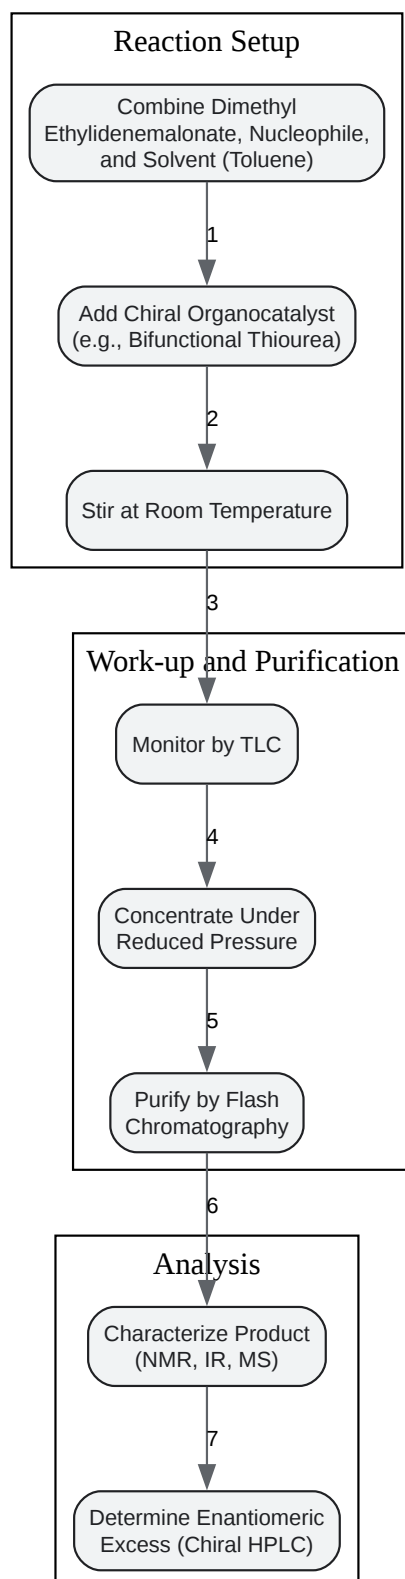 Reaction Setup
Combine Dimethyl
Ethylidenemalonate, Nucleophile,
and Solvent (Toluene)
1
Add Chiral Organocatalyst
(e.g., Bifunctional Thiourea)
2
Stir at Room Temperature
3
Work-up and Purification
Monitor by TLC
4
Concentrate Under
Reduced Pressure
5
Purify by Flash
Chromatography
6
Analysis
Characterize Product
(NMR, IR, MS)
7
Determine Enantiomeric
Excess (Chiral HPLC)